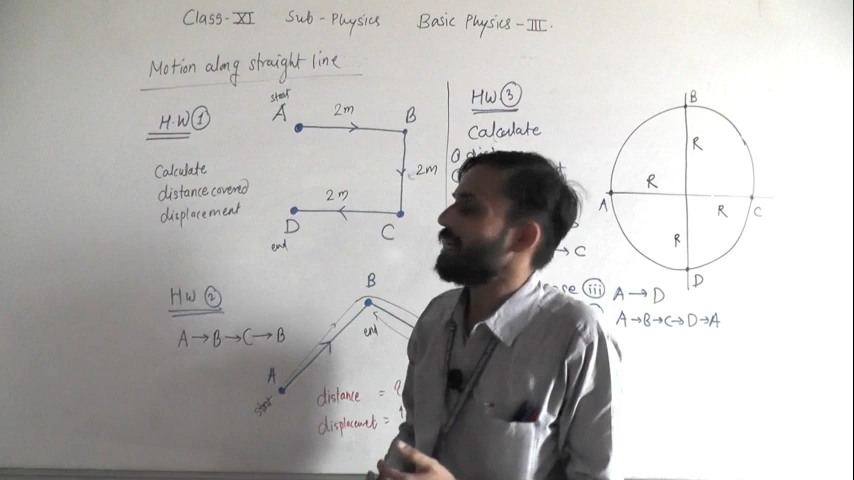 Class-XI Sub-Physics Basic Physics-III.
Motion along straight line
H.W ①
start
A
2m
B
2m
2m
D
C
end
Calculate
distance covered
displacement
HW ②
A→B→C→B
B
end
A
start
distance =
displacemet =
HW ③
Calculate
→ C
iii A→D
A→B→C→D→A
B
R
R
A
R
C
R
D